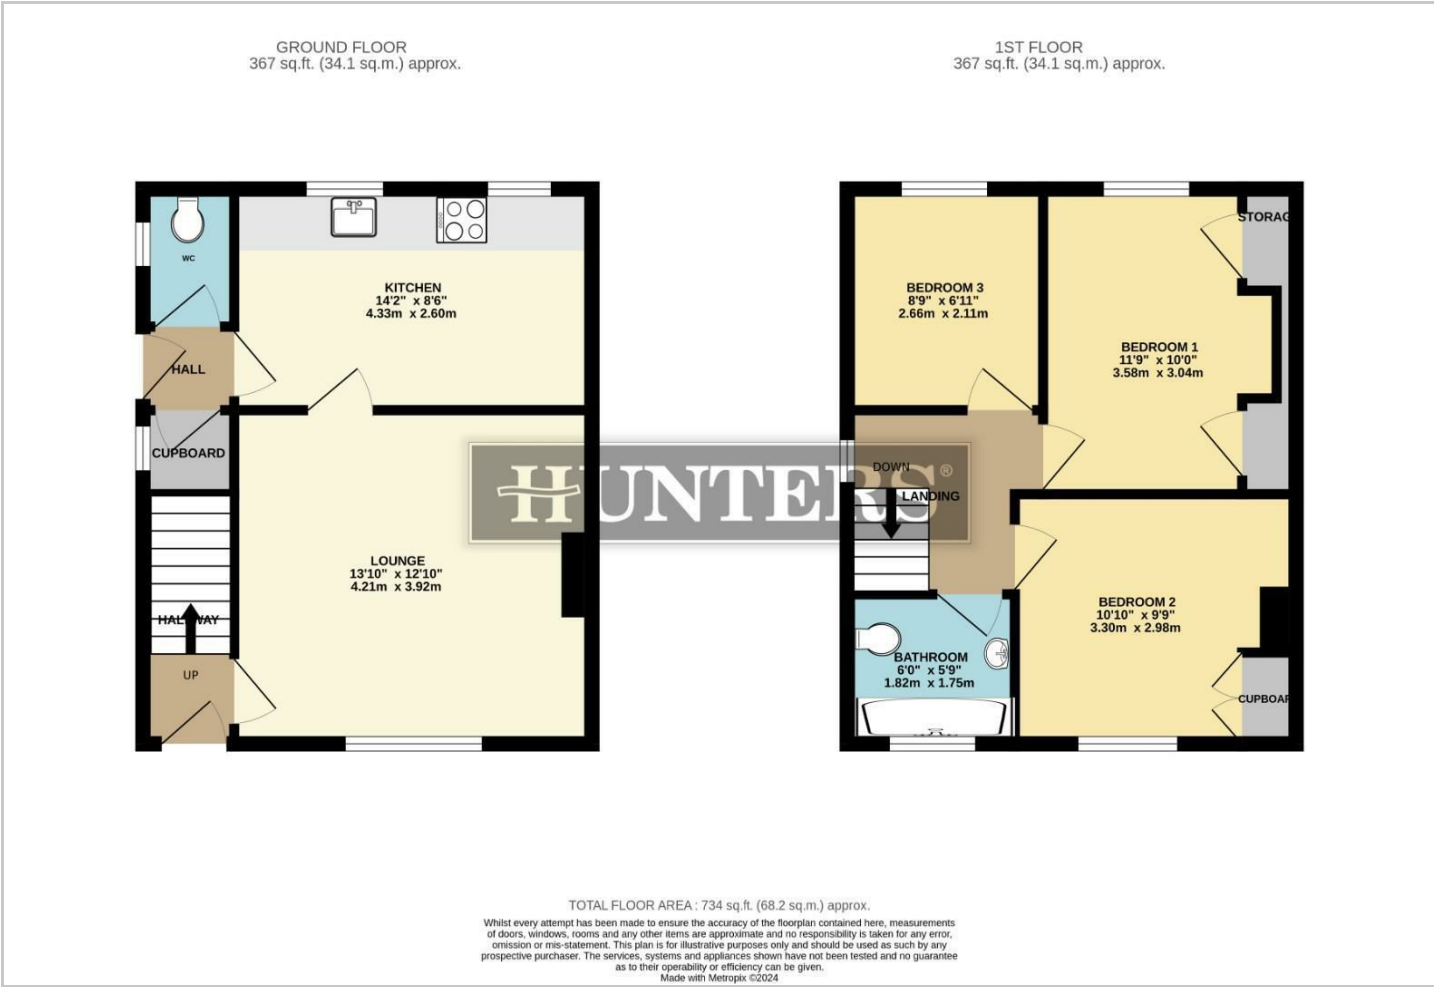 GROUND FLOOR
367 sq.ft. (34.1 sq.m.) approx.
1ST FLOOR
367 sq.ft. (34.1 sq.m.) approx.
WC
KITCHEN
14'2" x 8'6"
4.33m x 2.60m
HALL
CUPBOARD
LOUNGE
13'10" x 12'10"
4.21m x 3.92m
HALLWAY
UP
STORAG
BEDROOM 3
8'9" x 6'11"
2.66m x 2.11m
BEDROOM 1
11'9" x 10'0"
3.58m x 3.04m
DOWN
LANDING
HUNTERS®
BEDROOM 2
10'10" x 9'9"
3.30m x 2.98m
BATHROOM
6'0" x 5'9"
1.82m x 1.75m
CUPBOAR
TOTAL FLOOR AREA : 734 sq.ft. (68.2 sq.m.) approx.
Whilst every attempt has been made to ensure the accuracy of the floorplan contained here, measurements
of doors, windows, rooms and any other items are approximate and no responsibility is taken for any error,
omission or mis-statement. This plan is for illustrative purposes only and should be used as such by any
prospective purchaser. The services, systems and appliances shown have not been tested and no guarantee
as to their operability or efficiency can be given.
Made with Metropix ©2024